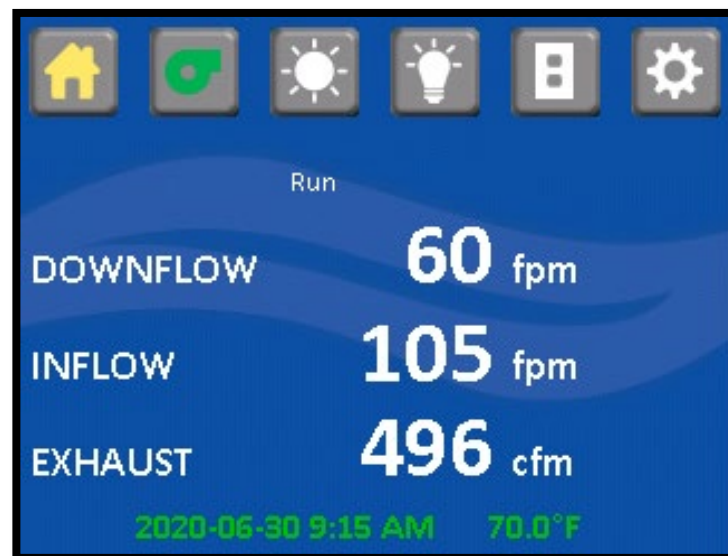 Run
DOWNFLOW 60 fpm
INFLOW 105 fpm
EXHAUST 496 cfm
2020-06-30 9:15 AM 70.0°F